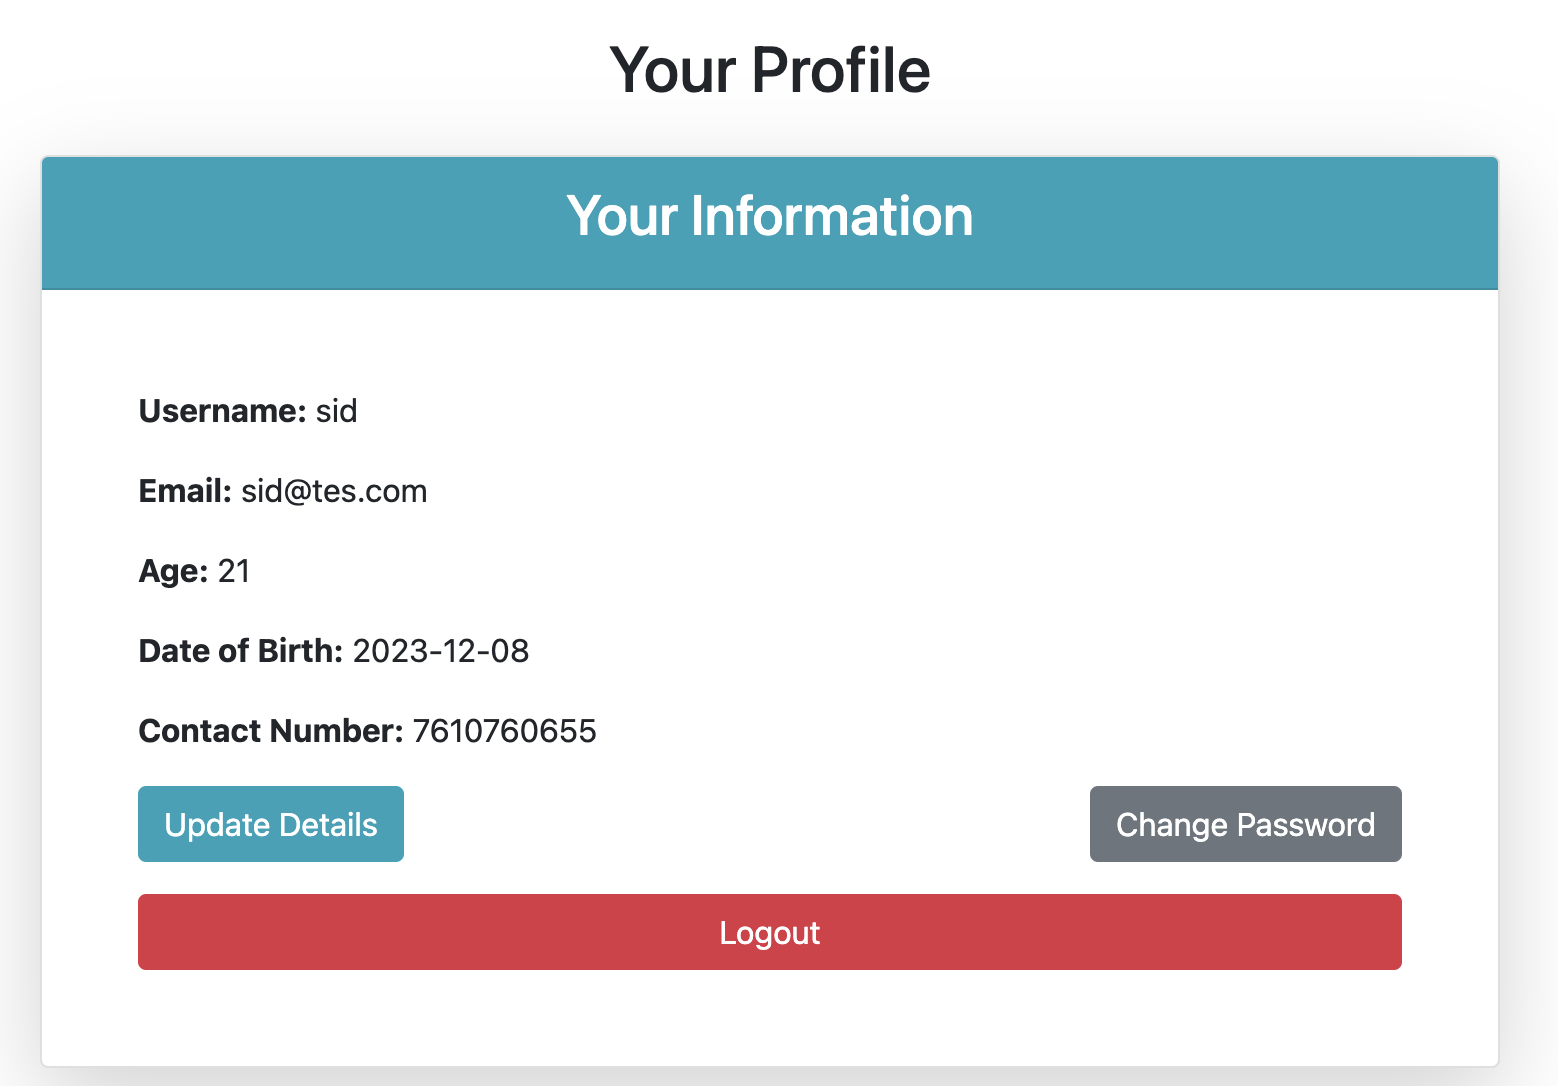 Your Profile
Your Information
Username: sid
Email: sid@tes.com
Age: 21
Date of Birth: 2023-12-08
Contact Number: 7610760655
Update Details
Change Password
Logout